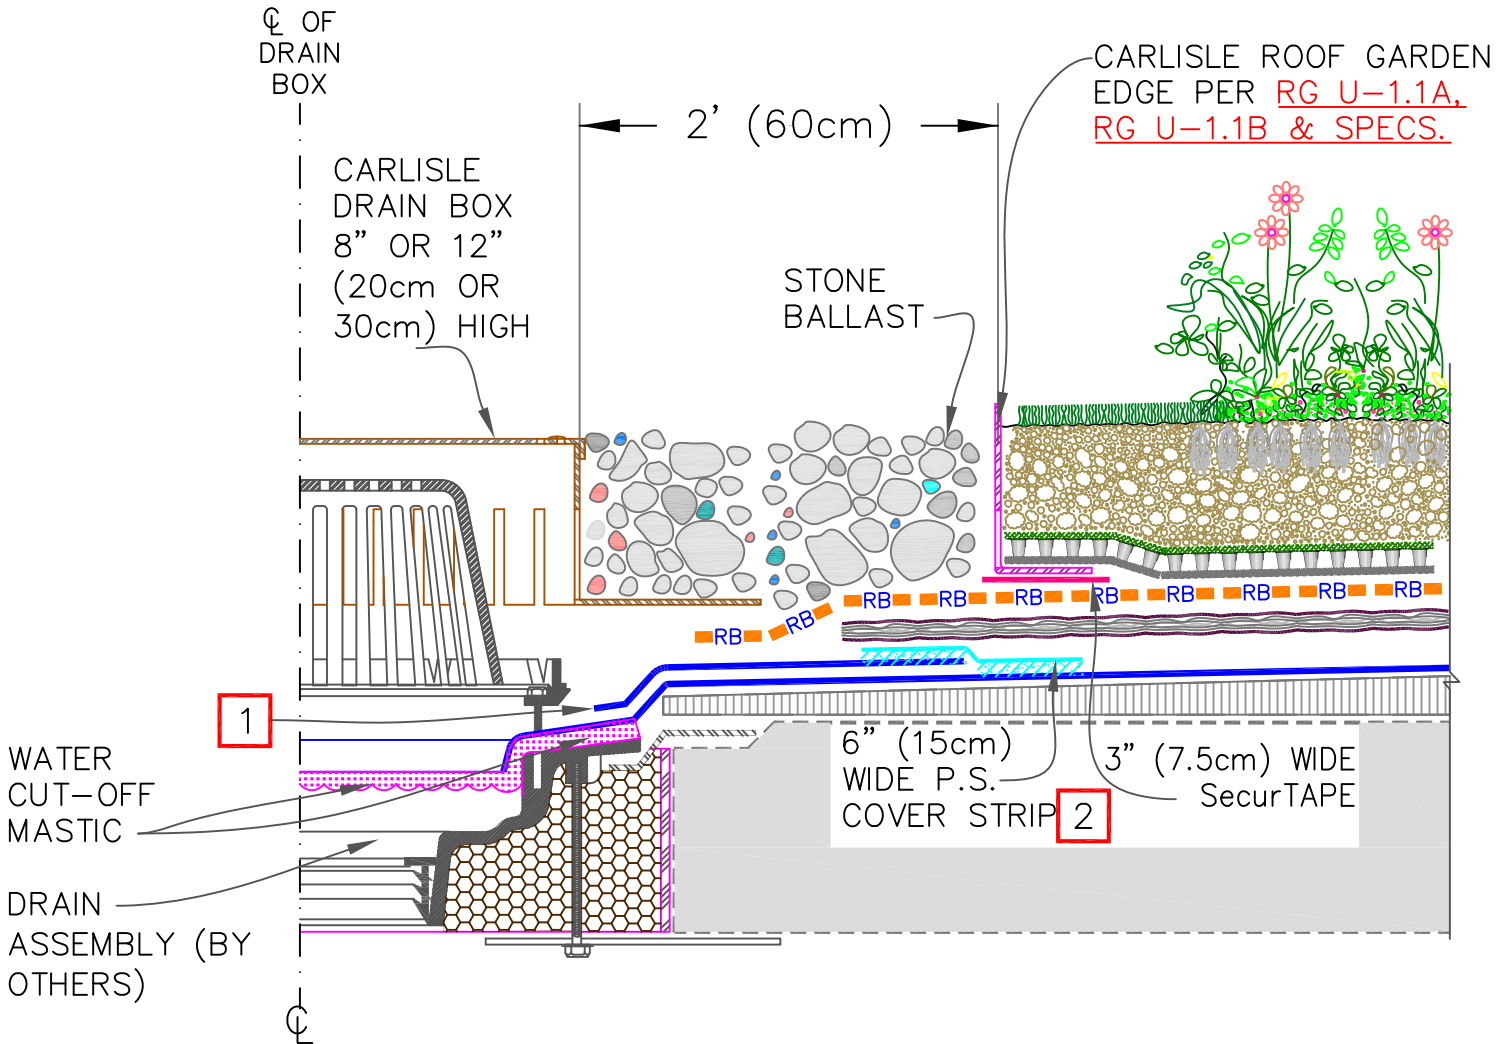 ℄ OF
DRAIN
BOX
CARLISLE ROOF GARDEN
EDGE PER RG U-1.1A,
RG U-1.1B & SPECS.
2’ (60cm)
CARLISLE
DRAIN BOX
8” OR 12”
(20cm OR
30cm) HIGH
STONE
BALLAST
RB RB RB RB RB RB RB RB
RB RB
1
WATER
CUT-OFF
MASTIC
6” (15cm)
WIDE P.S.
COVER STRIP 2
3” (7.5cm) WIDE
SecurTAPE
DRAIN
ASSEMBLY (BY
OTHERS)
℄